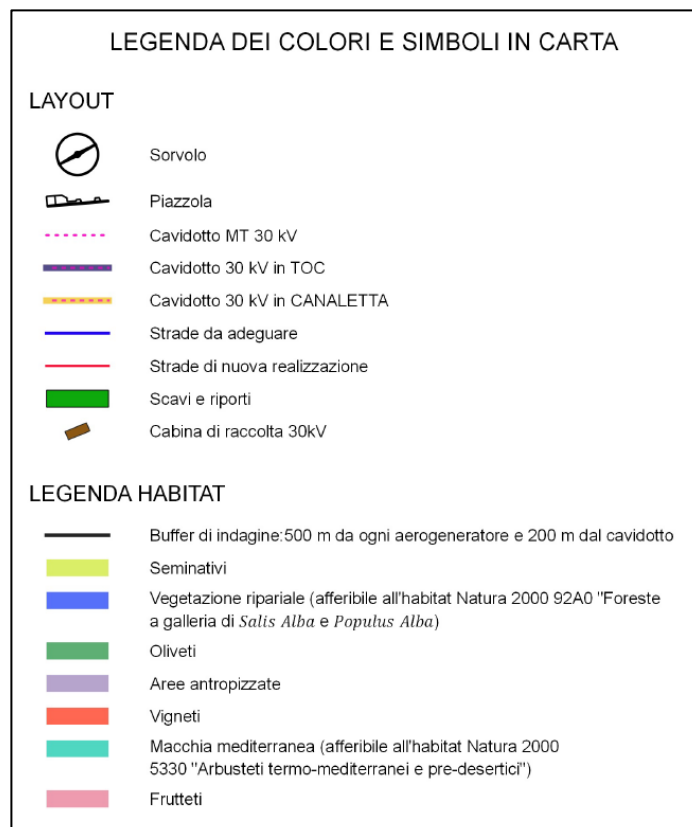 LEGENDA DEI COLORI E SIMBOLI IN CARTA
LAYOUT
Sorvolo
Piazzola
Cavidotto MT 30 kV
Cavidotto 30 kV in TOC
Cavidotto 30 kV in CANALETTA
Strade da adeguare
Strade di nuova realizzazione
Scavi e riporti
Cabina di raccolta 30kV
LEGENDA HABITAT
Buffer di indagine:500 m da ogni aerogeneratore e 200 m dal cavidotto
Seminativi
Vegetazione ripariale (afferibile all'habitat Natura 2000 92A0 "Foreste
a galleria di Salis Alba e Populus Alba)
Oliveti
Aree antropizzate
Vigneti
Macchia mediterranea (afferibile all'habitat Natura 2000
5330 "Arbusteti termo-mediterranei e pre-desertici")
Frutteti